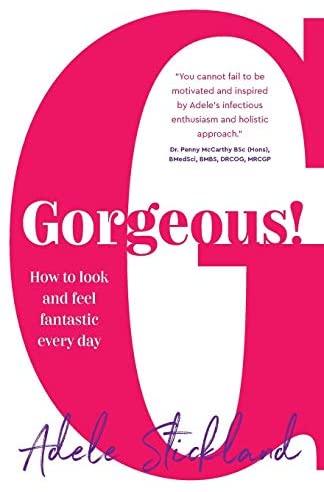 "You cannot fail to be
motivated and inspired
by Adele's infectious
enthusiasm and holistic
approach."
Dr. Penny McCarthy BSc (Hons),
BMedSci, BMBS, DRCOG, MRCGP
G
Gorgeous!
How to look
and feel
fantastic
every day
Adele Stickland